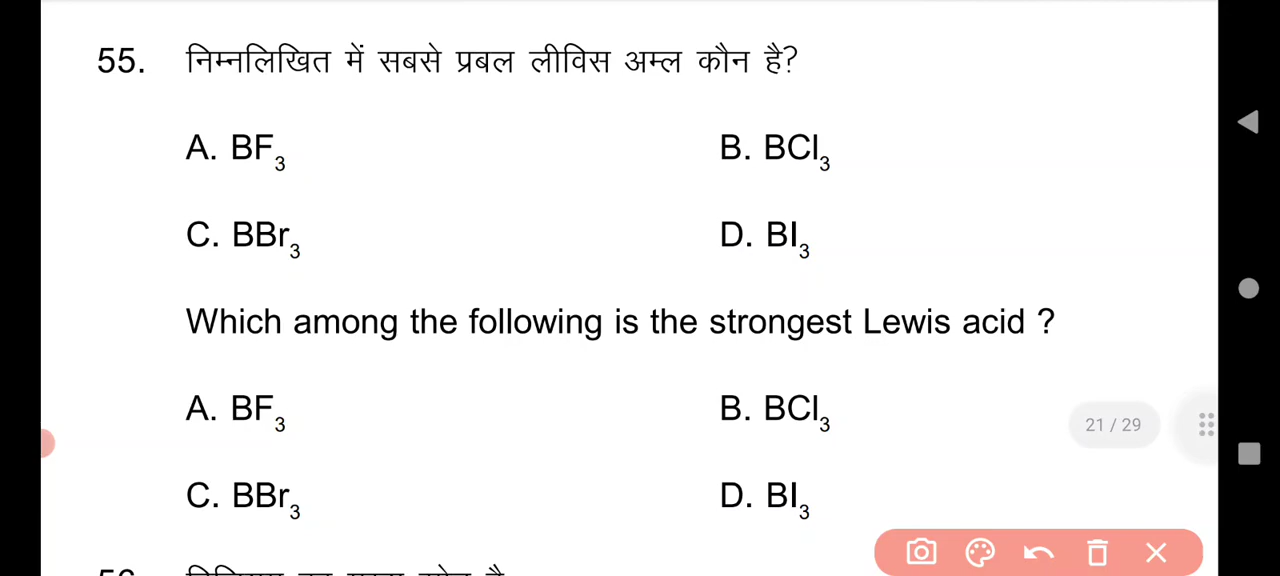 55. निम्नलिखित में सबसे प्रबल लीविस अम्ल कौन है?
A. BF₃ B. BCl₃
C. BBr₃ D. BI₃
Which among the following is the strongest Lewis acid ?
A. BF₃ B. BCl₃
21 / 29
C. BBr₃ D. BI₃